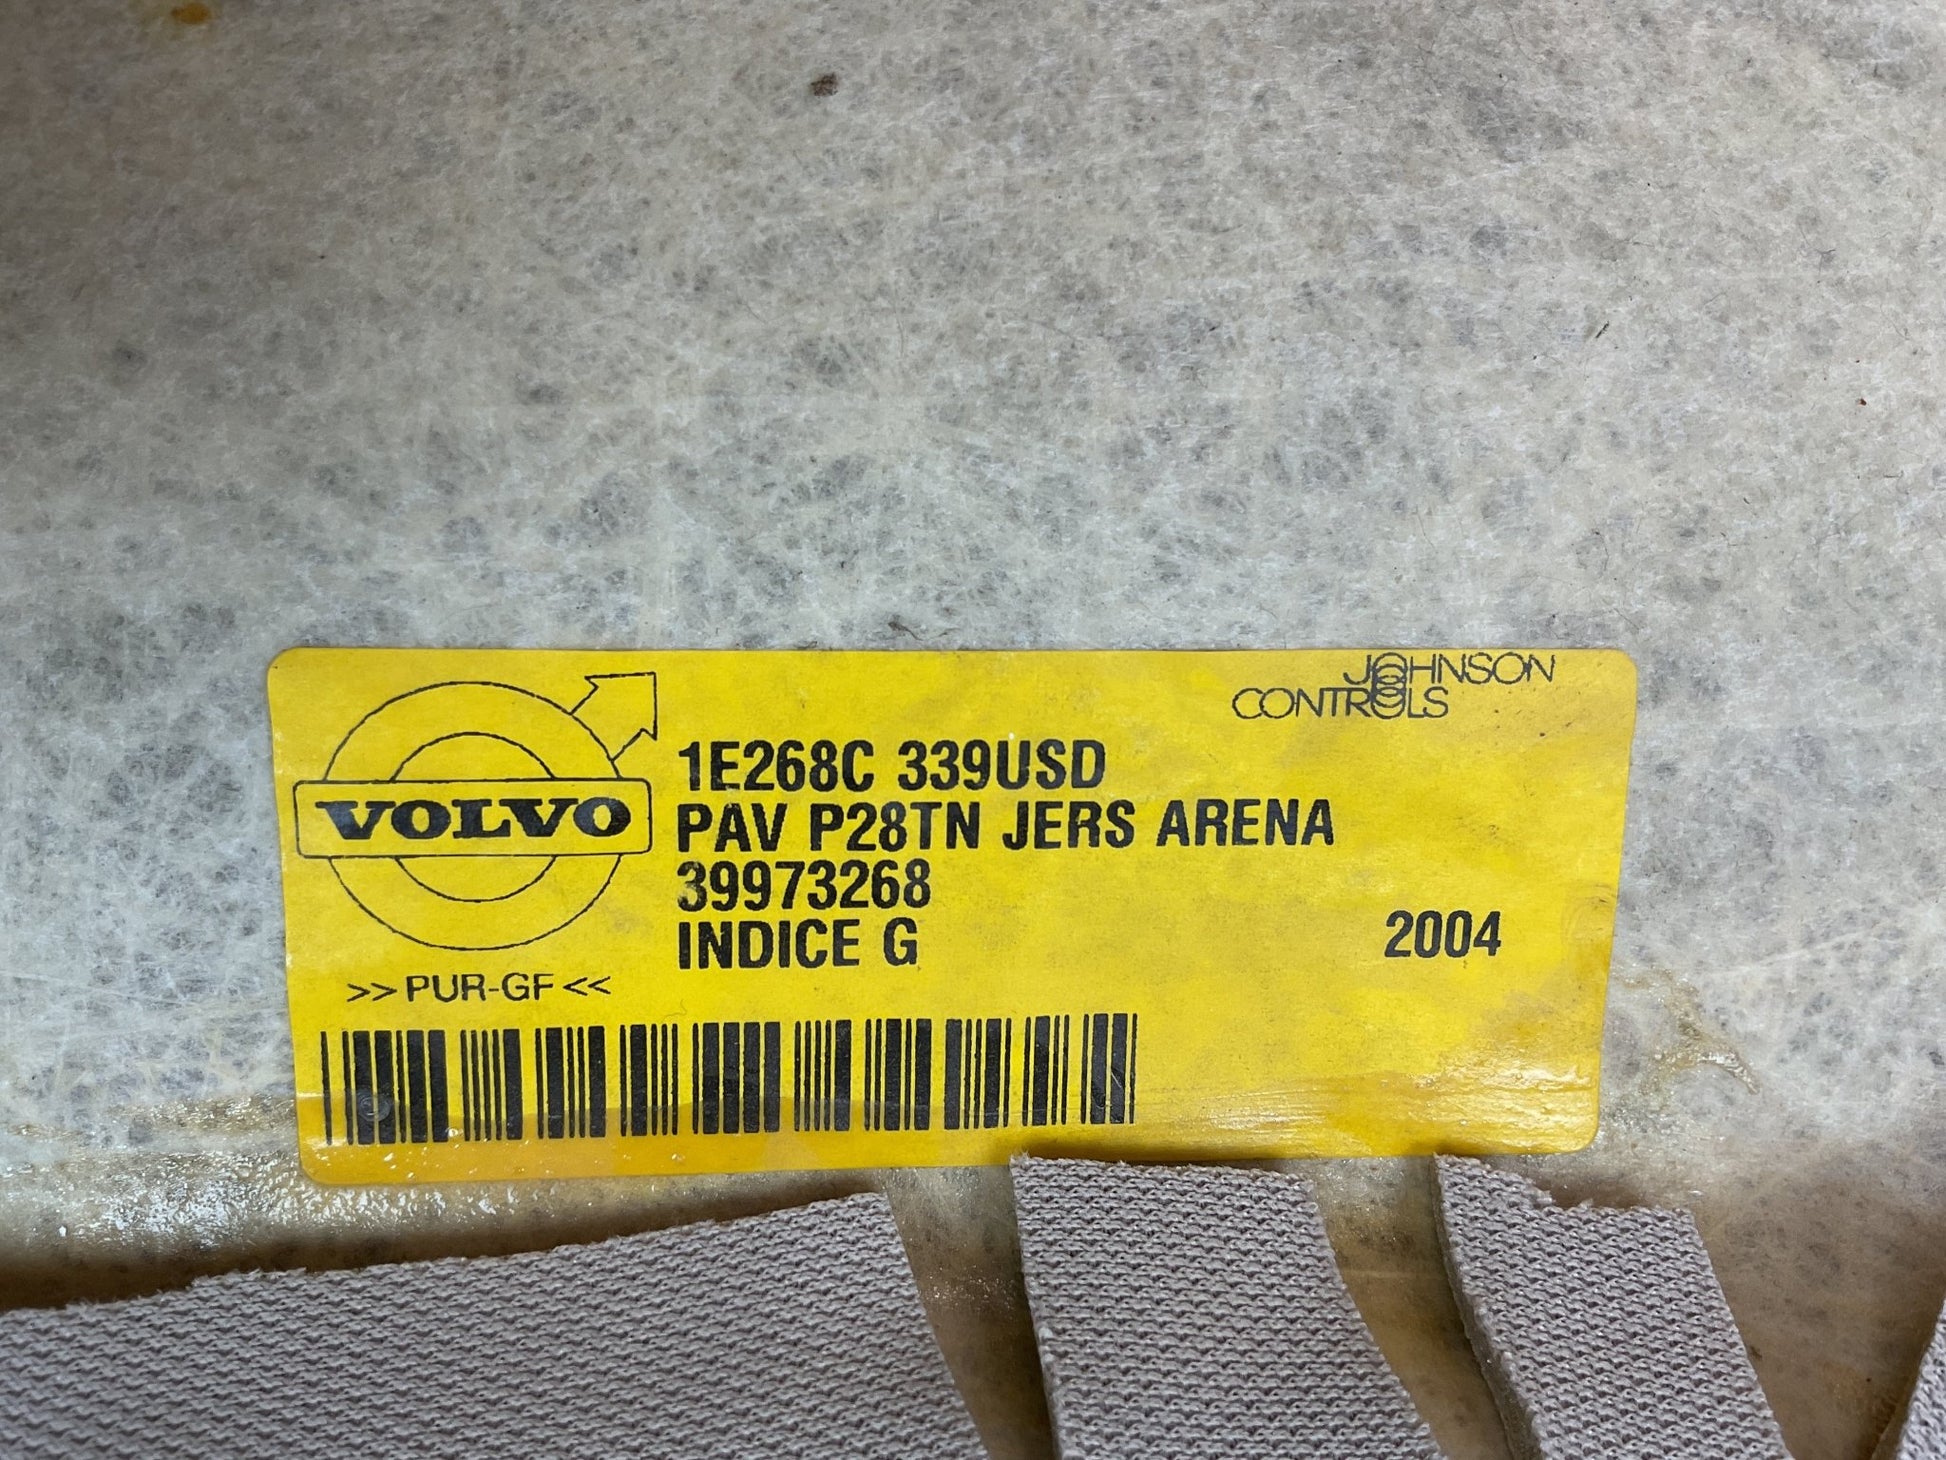 JOHNSON
CONTROLS
VOLVO
1E268C 339USD
PAV P28TN JERS ARENA
39973268
INDICE G
2004
>>PUR-GF<<